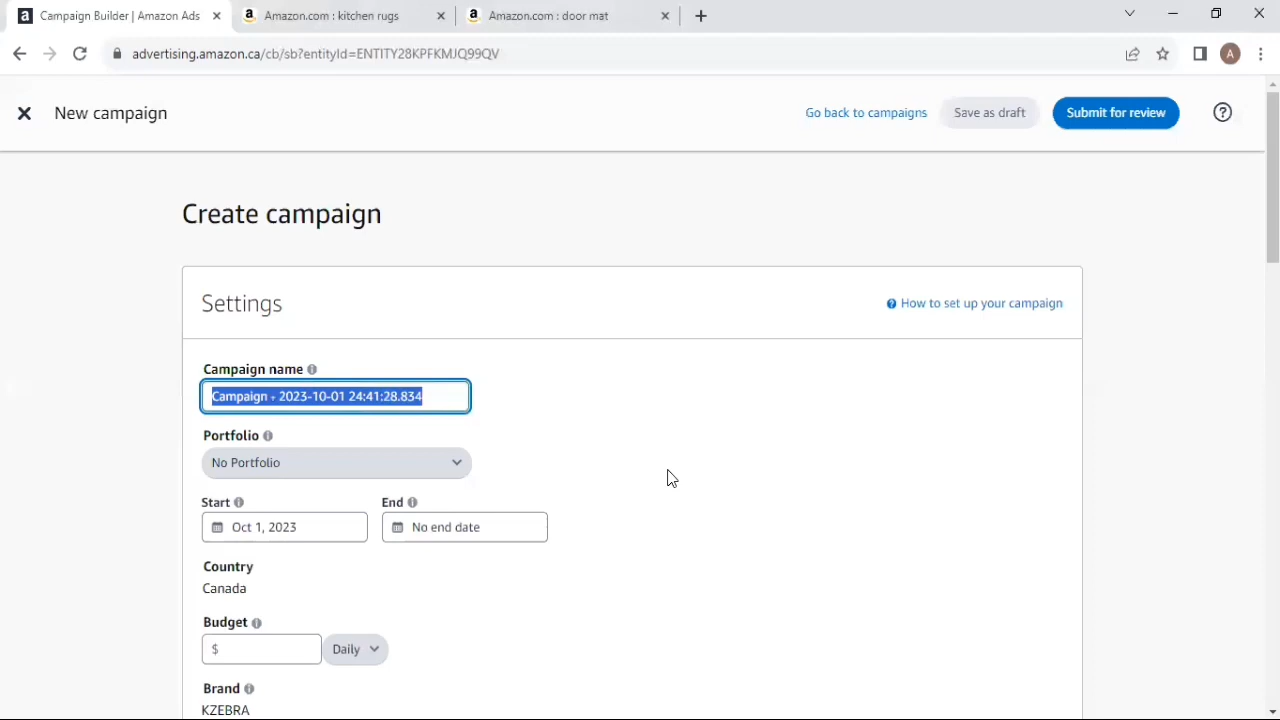 Campaign Builder | Amazon Ads
Amazon.com : kitchen rugs
Amazon.com : door mat
advertising.amazon.ca/cb/sb?entityId=ENTITY28KPFKMJQ99QV
A
New campaign
Go back to campaigns
Save as draft
Submit for review
Create campaign
Settings
How to set up your campaign
Campaign name
Campaign - 2023-10-01 24:41:28.834
Portfolio
No Portfolio
Start
End
Oct 1, 2023
No end date
Country
Canada
Budget
$
Daily
Brand
KZEBRA